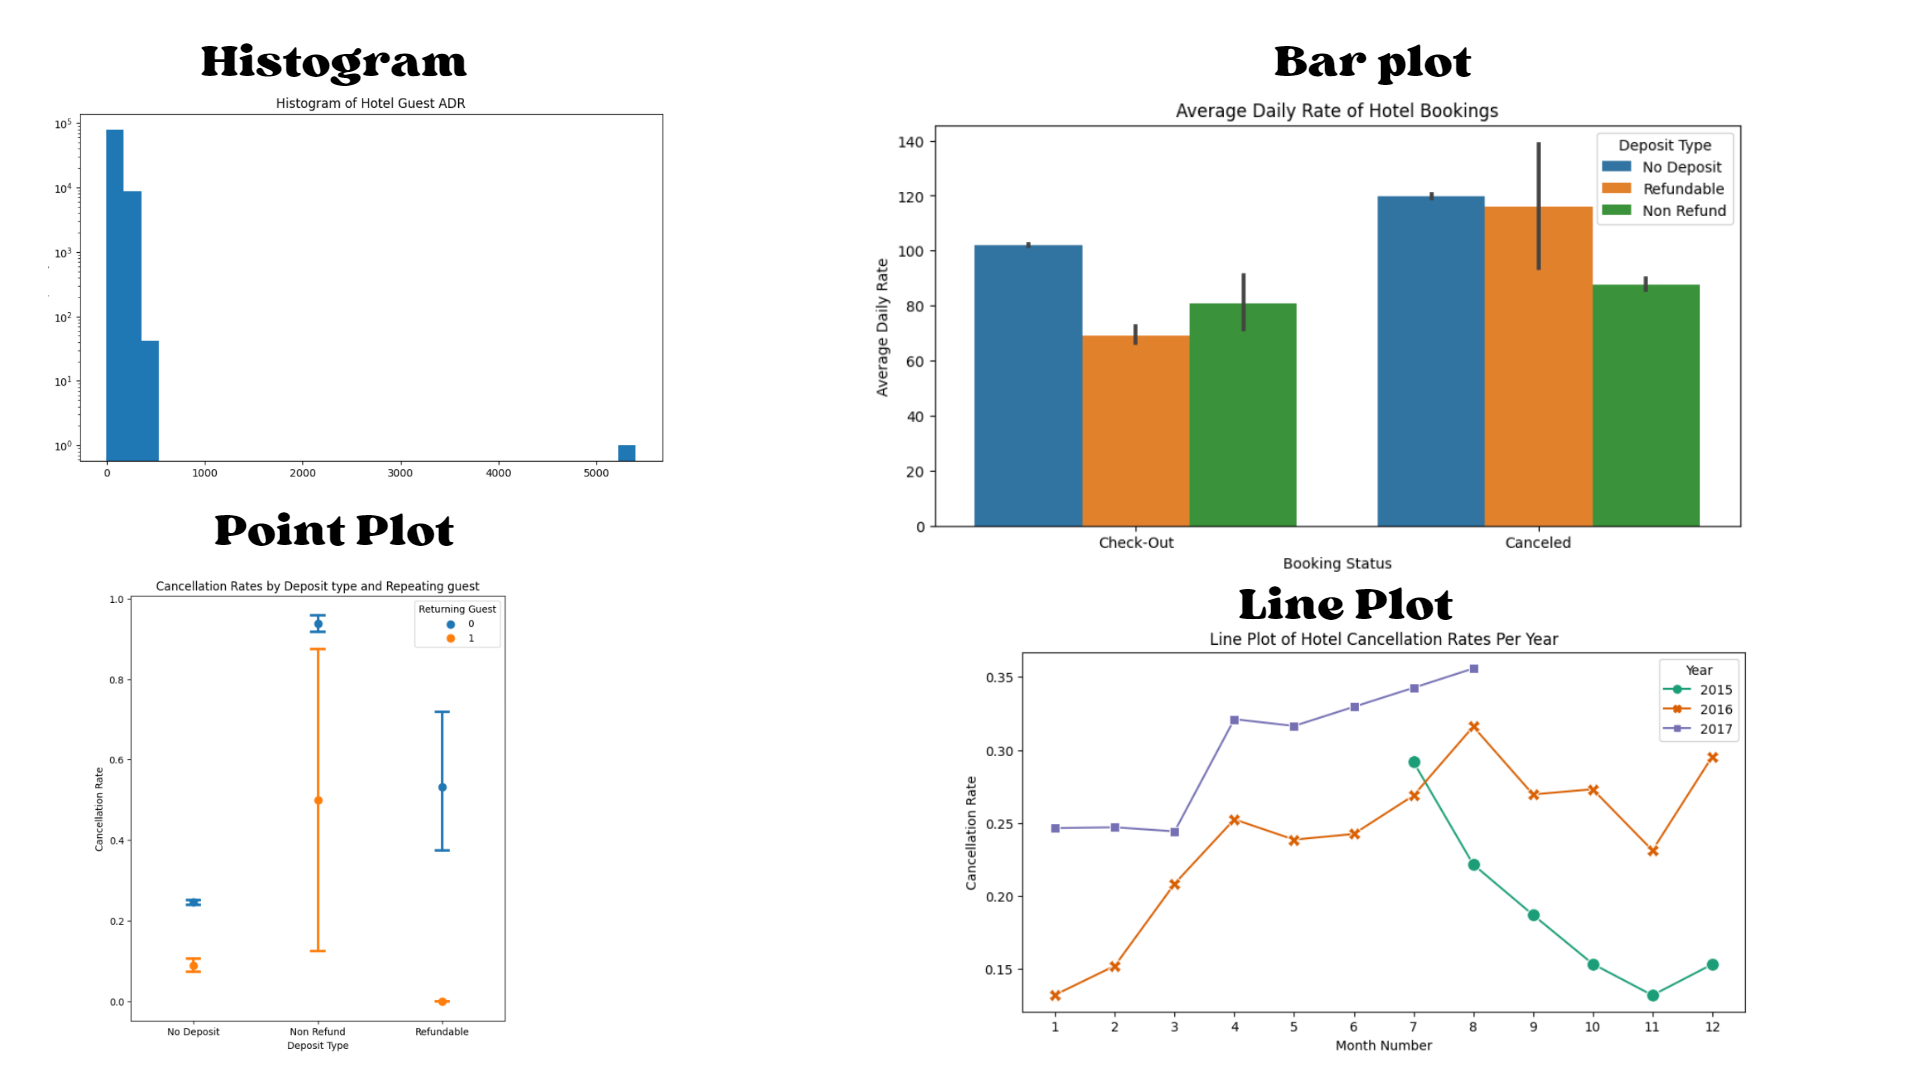 Histogram
Histogram of Hotel Guest ADR
10⁵
10⁴
10³
10²
10¹
10⁰
0 1000 2000 3000 4000 5000
Bar plot
Average Daily Rate of Hotel Bookings
140
120
100
80
60
40
20
0
Average Daily Rate
Deposit Type
No Deposit
Refundable
Non Refund
Check-Out Canceled
Booking Status
Point Plot
Cancellation Rates by Deposit type and Repeating guest
1.0
0.8
0.6
0.4
0.2
0.0
Cancellation Rate
Returning Guest
0
1
No Deposit Non Refund Refundable
Deposit Type
Line Plot
Line Plot of Hotel Cancellation Rates Per Year
0.35
0.30
0.25
0.20
0.15
Cancellation Rate
Year
2015
2016
2017
1 2 3 4 5 6 7 8 9 10 11 12
Month Number